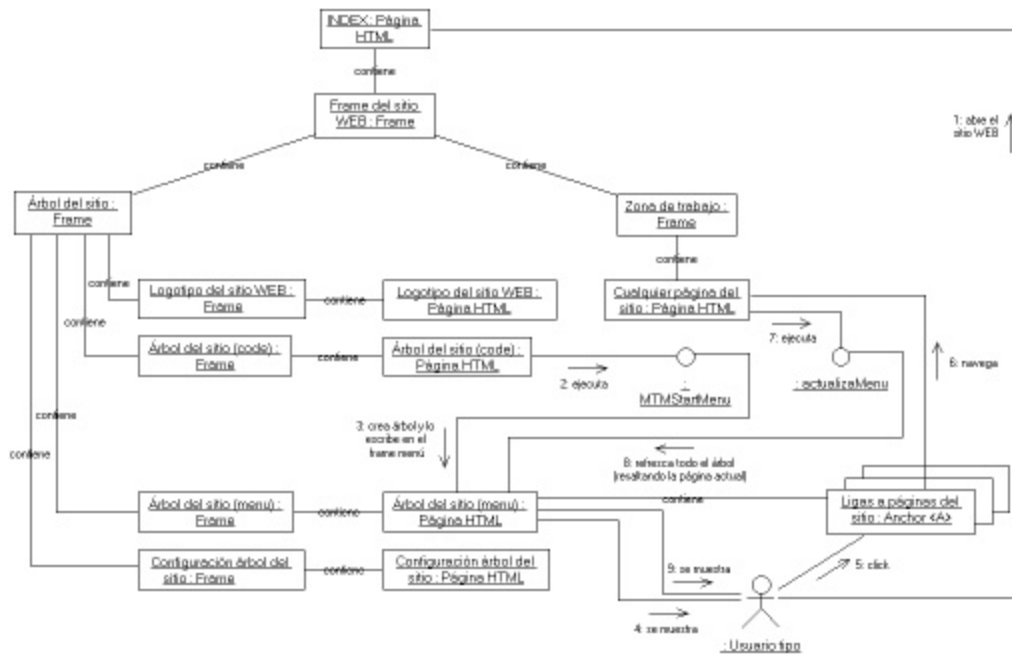 INDEX: Página
HTML
contiene
Frame del sitio
WEB : Frame
1: abre el
sitio WEB
contiene
contiene
Árbol del sitio :
Frame
Zona de trabajo :
Frame
contiene
contiene
Logotipo del sitio WEB :
Frame
contiene
Logotipo del sitio WEB :
Página HTML
Cualquier página del
sitio : Página HTML
contiene
Árbol del sitio (code) :
Frame
contiene
Árbol del sitio (code) :
Página HTML
2: ejecuta
:
MTMStartMenu
7: ejecuta
: actualizaMenu
6: navega
contiene
3: crea árbol y lo
escribe en el
frame menú
contiene
8: refrezca todo el árbol
(resaltando la página actual)
Árbol del sitio (menu) :
Frame
contiene
Árbol del sitio (menu) :
Página HTML
contiene
Ligas a páginas del
sitio : Anchor <A>
Configuración árbol del
sitio : Frame
contiene
Configuración árbol del
sitio : Página HTML
9: se muestra
5: click
4: se muestra
: Usuario tipo